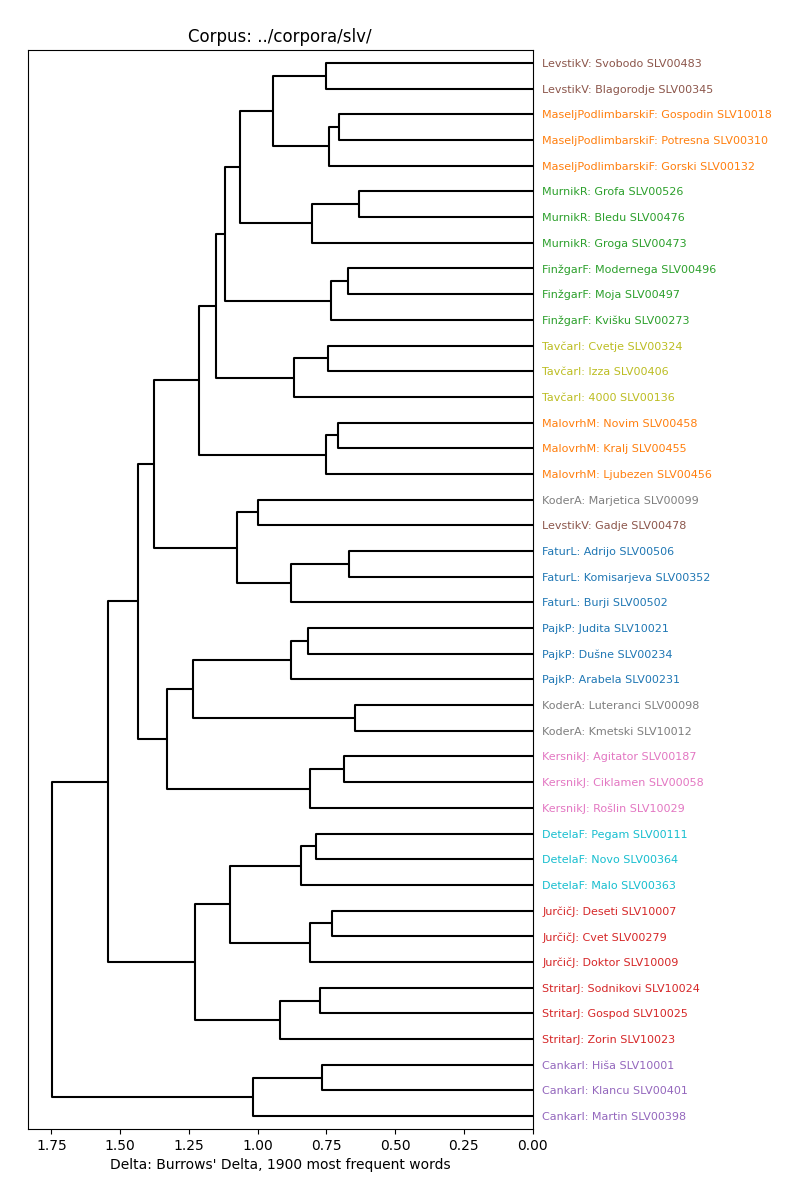 Corpus: ../corpora/slv/
LevstikV: Svobodo SLV00483
LevstikV: Blagorodje SLV00345
MaseljPodlimbarskiF: Gospodin SLV10018
MaseljPodlimbarskiF: Potresna SLV00310
MaseljPodlimbarskiF: Gorski SLV00132
MurnikR: Grofa SLV00526
MurnikR: Bledu SLV00476
MurnikR: Groga SLV00473
FinžgarF: Modernega SLV00496
FinžgarF: Moja SLV00497
FinžgarF: Kvišku SLV00273
TavčarI: Cvetje SLV00324
TavčarI: Izza SLV00406
TavčarI: 4000 SLV00136
MalovrhM: Novim SLV00458
MalovrhM: Kralj SLV00455
MalovrhM: Ljubezen SLV00456
KoderA: Marjetica SLV00099
LevstikV: Gadje SLV00478
FaturL: Adrijo SLV00506
FaturL: Komisarjeva SLV00352
FaturL: Burji SLV00502
PajkP: Judita SLV10021
PajkP: Dušne SLV00234
PajkP: Arabela SLV00231
KoderA: Luteranci SLV00098
KoderA: Kmetski SLV10012
KersnikJ: Agitator SLV00187
KersnikJ: Ciklamen SLV00058
KersnikJ: Rošlin SLV10029
DetelaF: Pegam SLV00111
DetelaF: Novo SLV00364
DetelaF: Malo SLV00363
JurčičJ: Deseti SLV10007
JurčičJ: Cvet SLV00279
JurčičJ: Doktor SLV10009
StritarJ: Sodnikovi SLV10024
StritarJ: Gospod SLV10025
StritarJ: Zorin SLV10023
CankarI: Hiša SLV10001
CankarI: Klancu SLV00401
CankarI: Martin SLV00398
1.75 1.50 1.25 1.00 0.75 0.50 0.25 0.00
Delta: Burrows' Delta, 1900 most frequent words